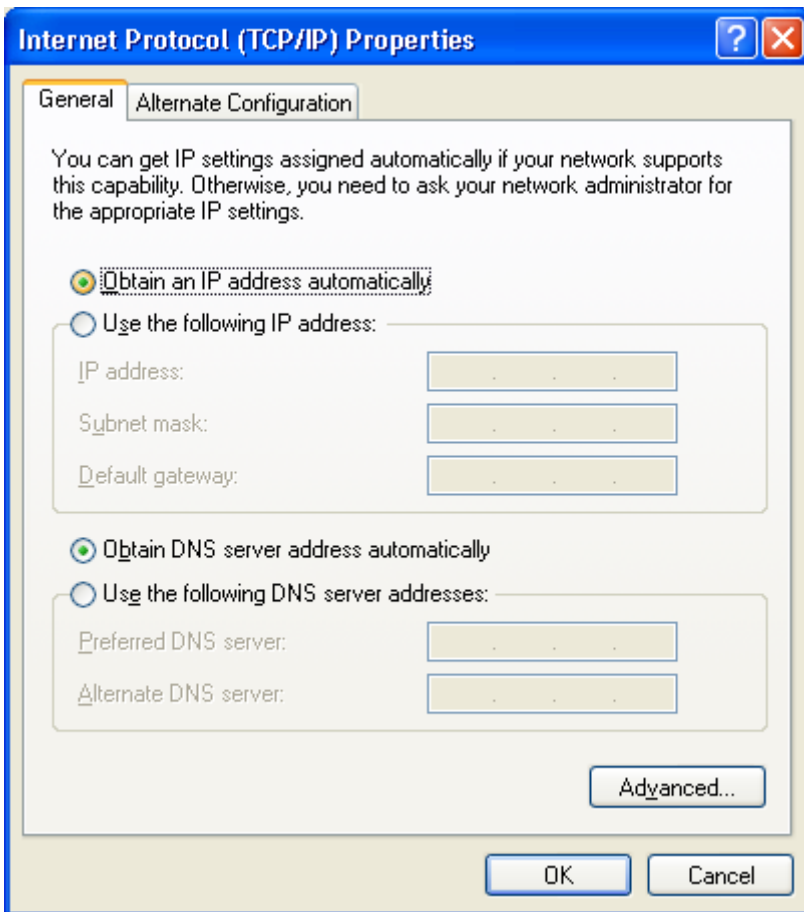 Internet Protocol (TCP/IP) Properties
?
General
Alternate Configuration
You can get IP settings assigned automatically if your network supports
this capability. Otherwise, you need to ask your network administrator for
the appropriate IP settings.
Obtain an IP address automatically
Use the following IP address:
IP address:
Subnet mask:
Default gateway:
Obtain DNS server address automatically
Use the following DNS server addresses:
Preferred DNS server:
Alternate DNS server:
Advanced...
OK
Cancel